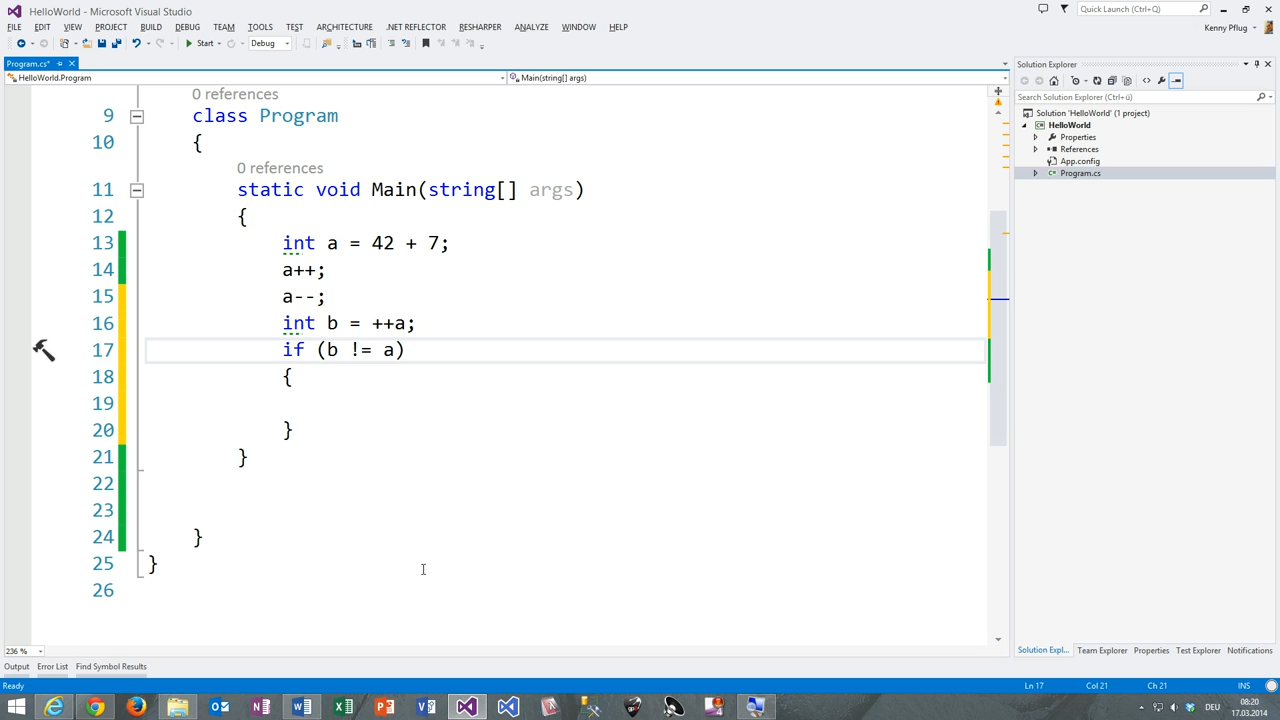 HelloWorld - Microsoft Visual Studio
Quick Launch (Ctrl+Q)
FILE EDIT VIEW PROJECT BUILD DEBUG TEAM TOOLS TEST ARCHITECTURE .NET REFLECTOR RESHARPER ANALYZE WINDOW HELP
Kenny Pflug
Start Debug
Program.cs*
HelloWorld.Program
Main(string[] args)
0 references
9 class Program
10 {
0 references
11 static void Main(string[] args)
12 {
13 int a = 42 + 7;
14 a++;
15 a--;
16 int b = ++a;
17 if (b != a)
18 {
19
20 }
21 }
22
23
24 }
25 }
26
236 %
Solution Explorer
Search Solution Explorer (Ctrl+ü)
Solution 'HelloWorld' (1 project)
HelloWorld
Properties
References
App.config
Program.cs
Solution Expl... Team Explorer Properties Test Explorer Notifications
Output Error List Find Symbol Results
Ready
Ln 17 Col 21 Ch 21 INS
DEU
08:20
17.03.2014